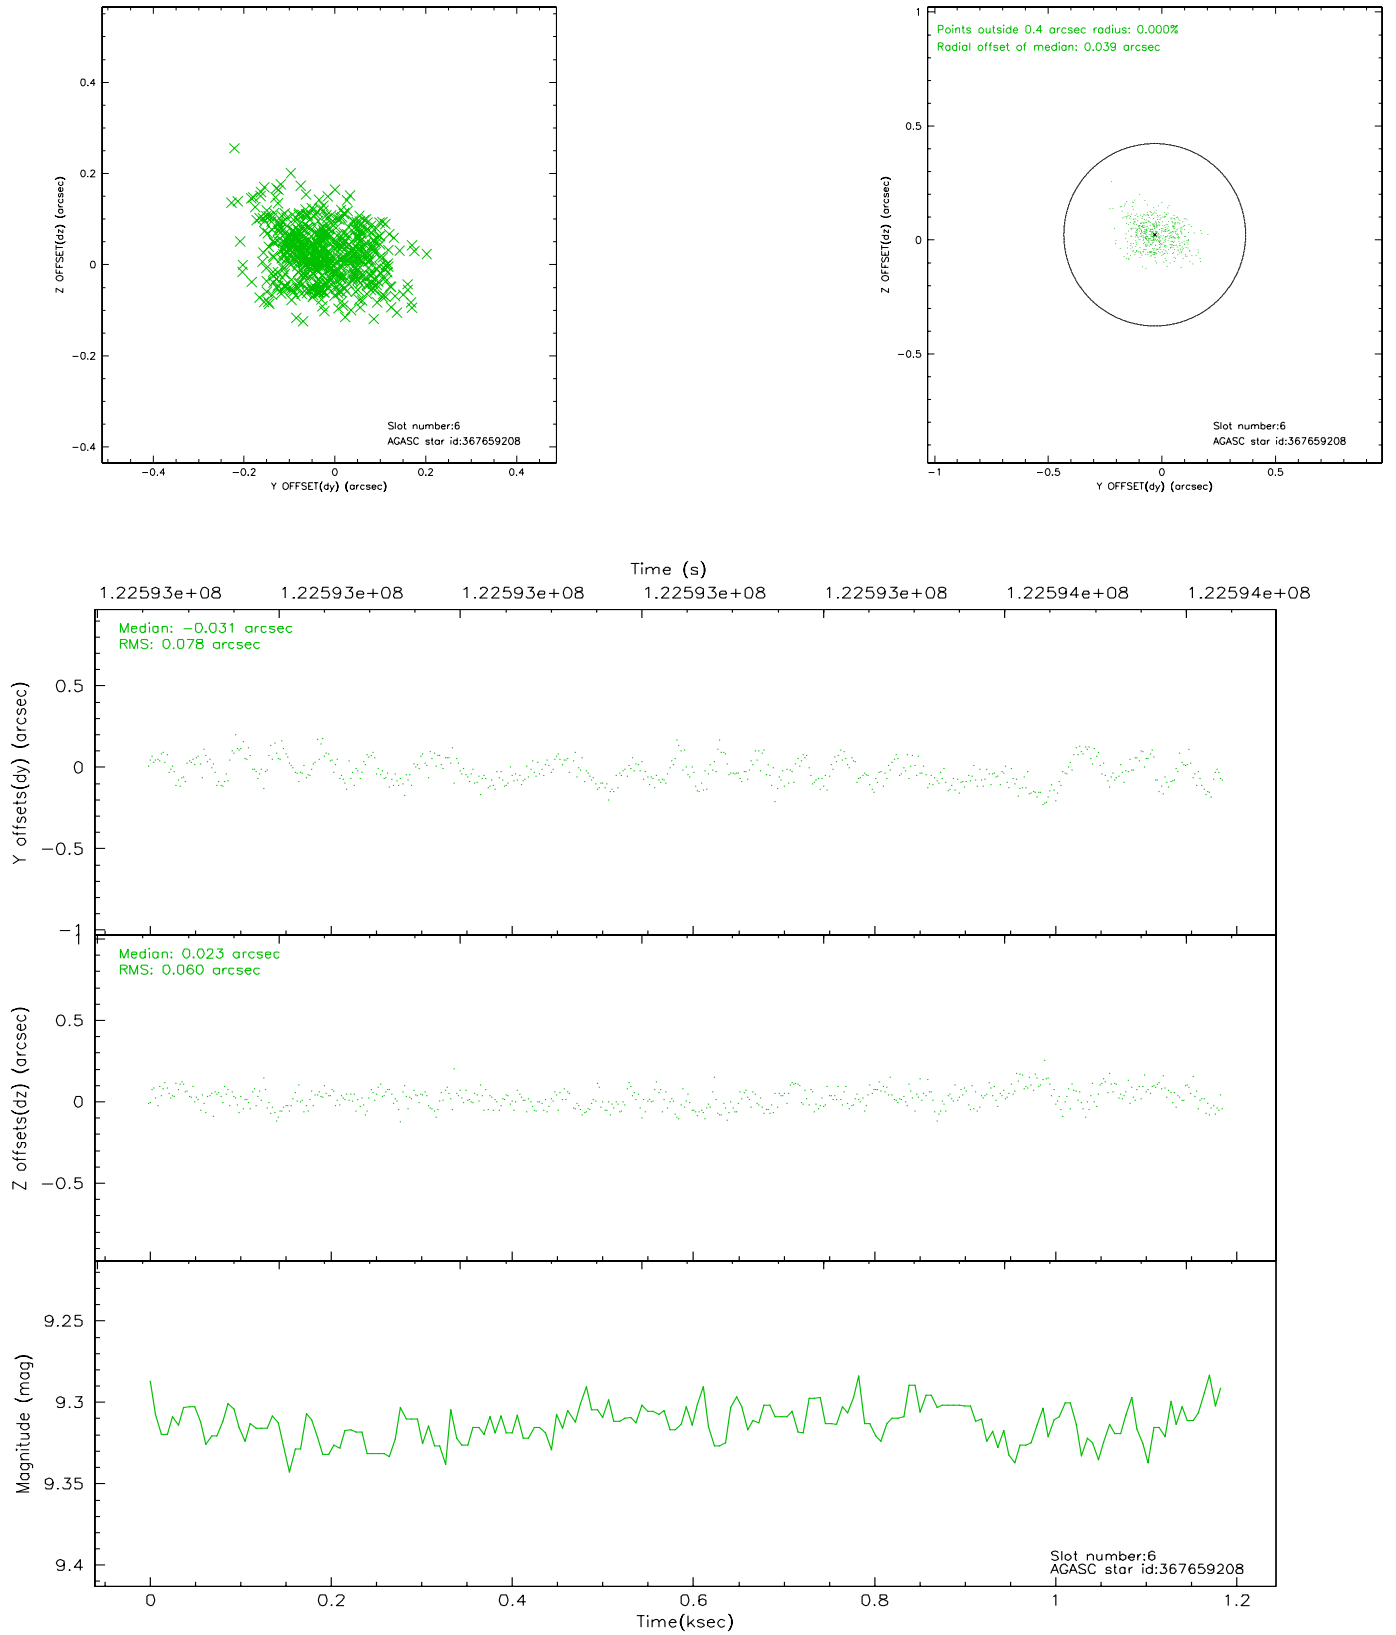 0.4
0.2
0
−0.2
−0.4
Z OFFSET(dz) (arcsec)
Slot number:6
AGASC star id:367659208
−0.4 −0.2 0 0.2 0.4
Y OFFSET(dy) (arcsec)
Points outside 0.4 arcsec radius: 0.000%
Radial offset of median: 0.039 arcsec
1
0.5
0
−0.5
Z OFFSET(dz) (arcsec)
Slot number:6
AGASC star id:367659208
−1 −0.5 0 0.5
Y OFFSET(dy) (arcsec)
Time (s)
1.22593e+08 1.22593e+08 1.22593e+08 1.22593e+08 1.22593e+08 1.22594e+08 1.22594e+08
Median: −0.031 arcsec
RMS: 0.078 arcsec
0.5
0
−0.5
−1
Y offsets(dy) (arcsec)
Median: 0.023 arcsec
RMS: 0.060 arcsec
1
0.5
0
−0.5
Z offsets(dz) (arcsec)
9.25
9.3
9.35
9.4
Magnitude (mag)
Slot number:6
AGASC star id:367659208
0 0.2 0.4 0.6 0.8 1 1.2
Time(ksec)